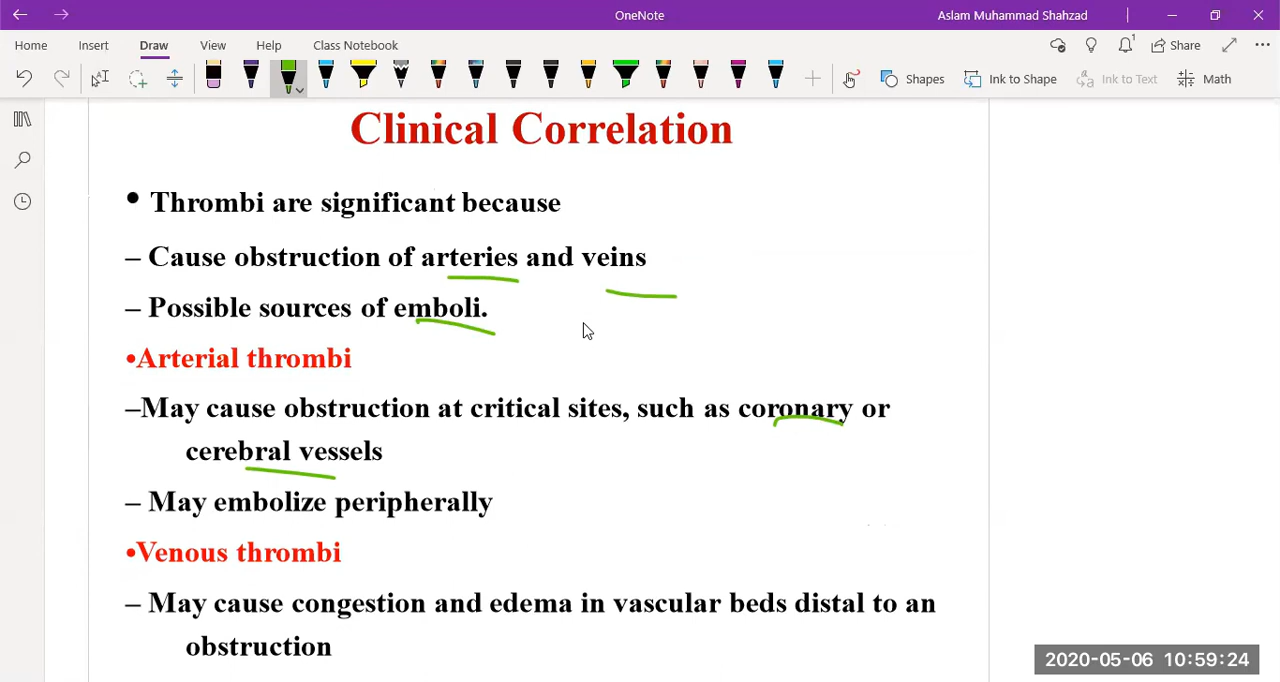 OneNote
Aslam Muhammad Shahzad
Home Insert Draw View Help Class Notebook
Share
Shapes Ink to Shape Ink to Text Math
Clinical Correlation
• Thrombi are significant because
– Cause obstruction of arteries and veins
– Possible sources of emboli.
•Arterial thrombi
–May cause obstruction at critical sites, such as coronary or
cerebral vessels
– May embolize peripherally
•Venous thrombi
– May cause congestion and edema in vascular beds distal to an
obstruction
2020-05-06 10:59:24